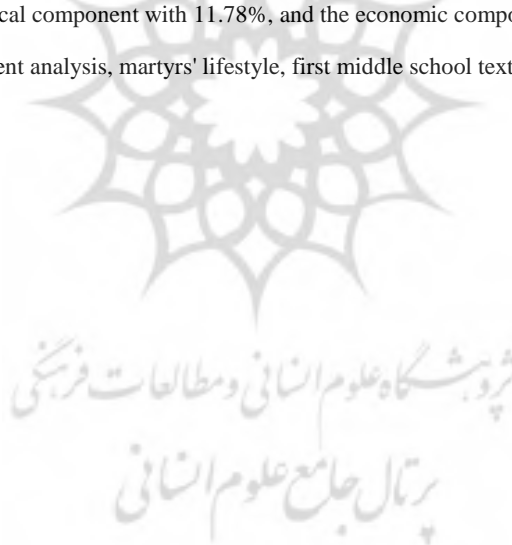 cal component with 11.78%, and the economic compo
ent analysis, martyrs' lifestyle, first middle school text
پژوهشگاه علوم انسانی و مطالعات فرهنگی
پرتال جامع علوم انسانی